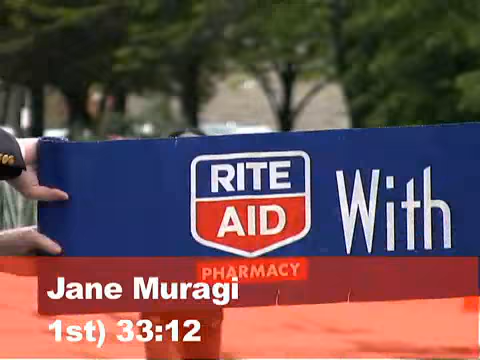 RITE
AID
PHARMACY
With
Jane Muragi
1st) 33:12